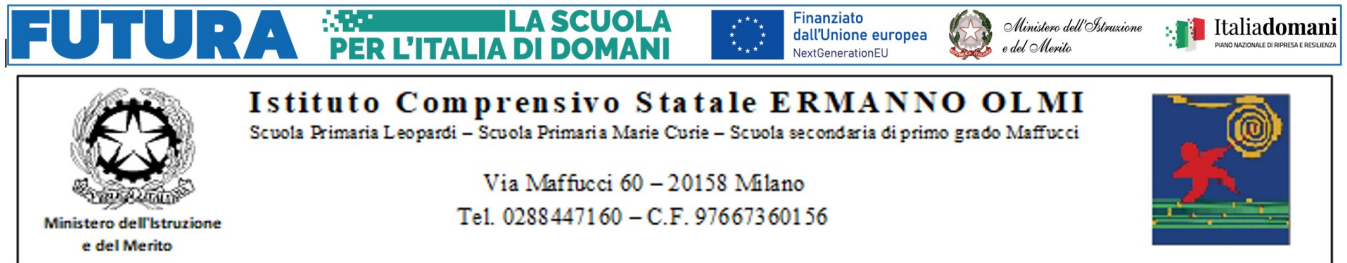 FUTURA
LA SCUOLA
PER L'ITALIA DI DOMANI
Finanziato
dall'Unione europea
NextGenerationEU
Ministero dell'Istruzione
e del Merito
Italiadomani
PIANO NAZIONALE DI RIPRESA E RESILIENZA
Istituto Comprensivo Statale ERMANNO OLMI
Scuola Primaria Leopardi – Scuola Primaria Marie Curie – Scuola secondaria di primo grado Maffucci
Via Maffucci 60 – 20158 Milano
Tel. 0288447160 – C.F. 97667360156
Ministero dell'Istruzione
e del Merito